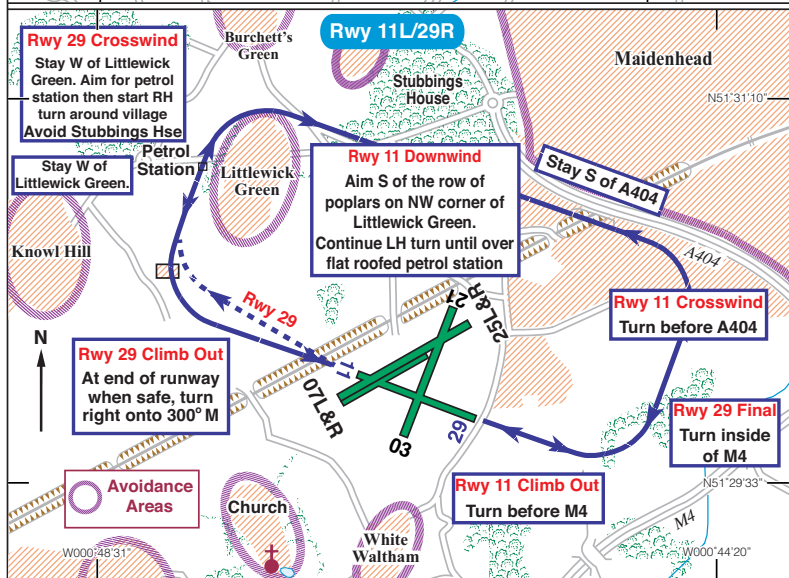 Rwy 11L/29R
Rwy 29 Crosswind
Stay W of Littlewick
Green. Aim for petrol
station then start RH
turn around village
Avoid Stubbings Hse
Burchett's
Green
Maidenhead
Stubbings
House
N51°31'10"
Petrol
Station
Stay W of
Littlewick Green.
Littlewick
Green
Rwy 11 Downwind
Aim S of the row of
poplars on NW corner of
Littlewick Green.
Continue LH turn until over
flat roofed petrol station
Stay S of A404
A404
Knowl Hill
Rwy 29
21
25L&R
Rwy 11 Crosswind
Turn before A404
N
Rwy 29 Climb Out
At end of runway
when safe, turn
right onto 300° M
07L&R
03
29
Rwy 29 Final
Turn inside
of M4
Rwy 11 Climb Out
Turn before M4
N51°29'33"
Avoidance
Areas
Church
White
Waltham
M4
W000°48'31"
W000°44'20"